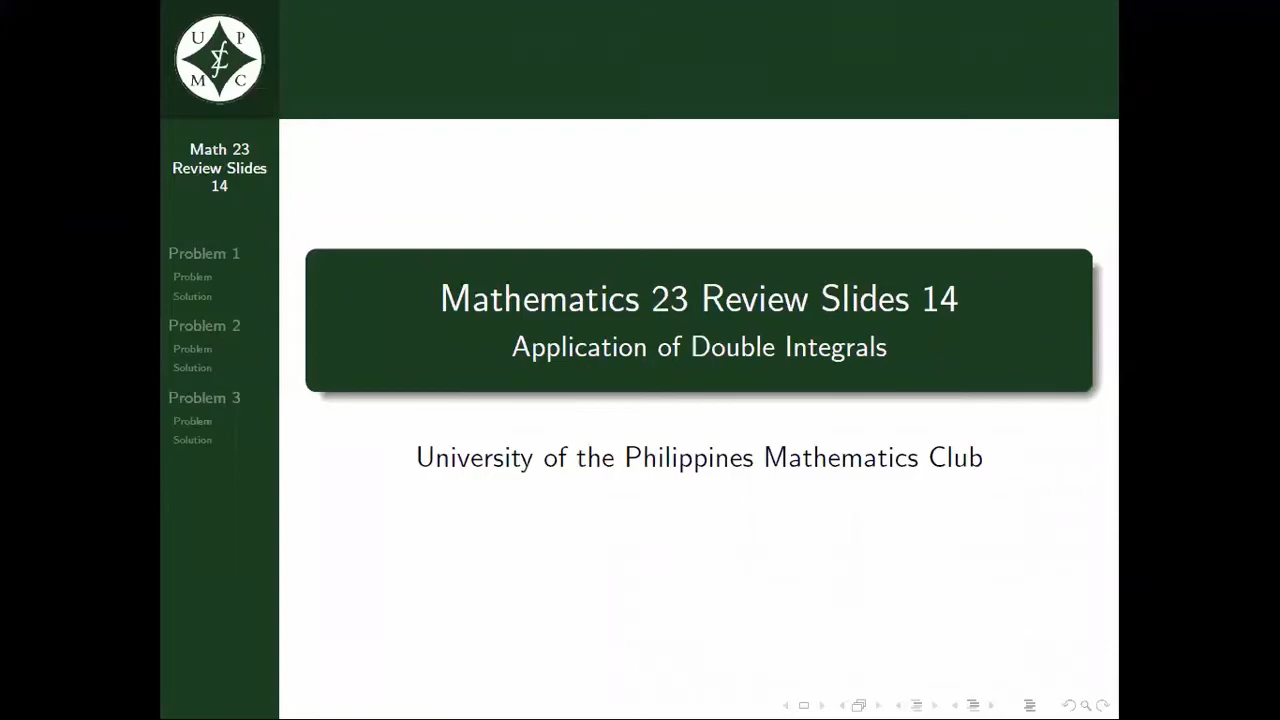 U P
M C
Math 23
Review Slides
14
Problem 1
Problem
Solution
Problem 2
Problem
Solution
Problem 3
Problem
Solution
Mathematics 23 Review Slides 14
Application of Double Integrals
University of the Philippines Mathematics Club